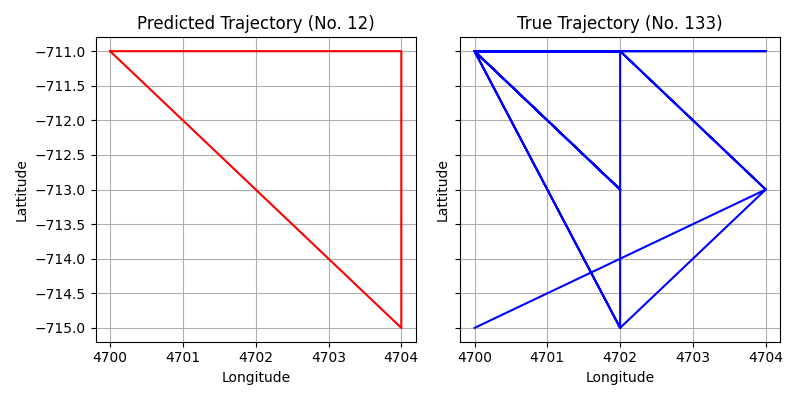 Predicted Trajectory (No. 12)
True Trajectory (No. 133)
−711.0
−711.5
−712.0
−712.5
−713.0
−713.5
−714.0
−714.5
−715.0
Lattitude
Lattitude
4700 4701 4702 4703 4704
4700 4701 4702 4703 4704
Longitude
Longitude